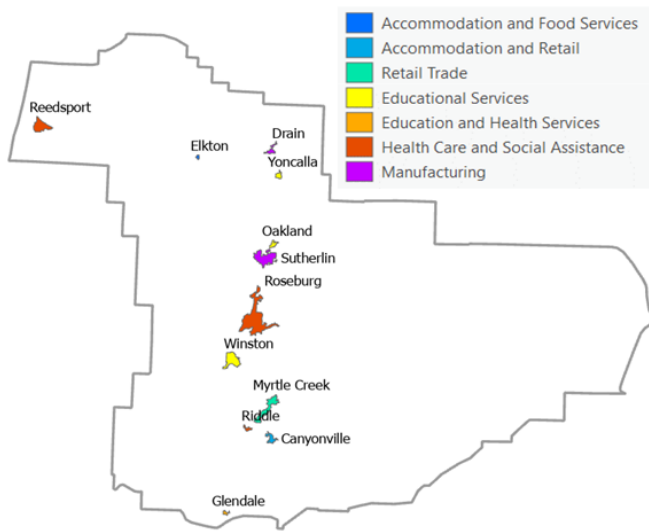 Accommodation and Food Services
Accommodation and Retail
Retail Trade
Educational Services
Education and Health Services
Health Care and Social Assistance
Manufacturing
Reedsport
Elkton
Drain
Yoncalla
Oakland
Sutherlin
Roseburg
Winston
Myrtle Creek
Riddle
Canyonville
Glendale